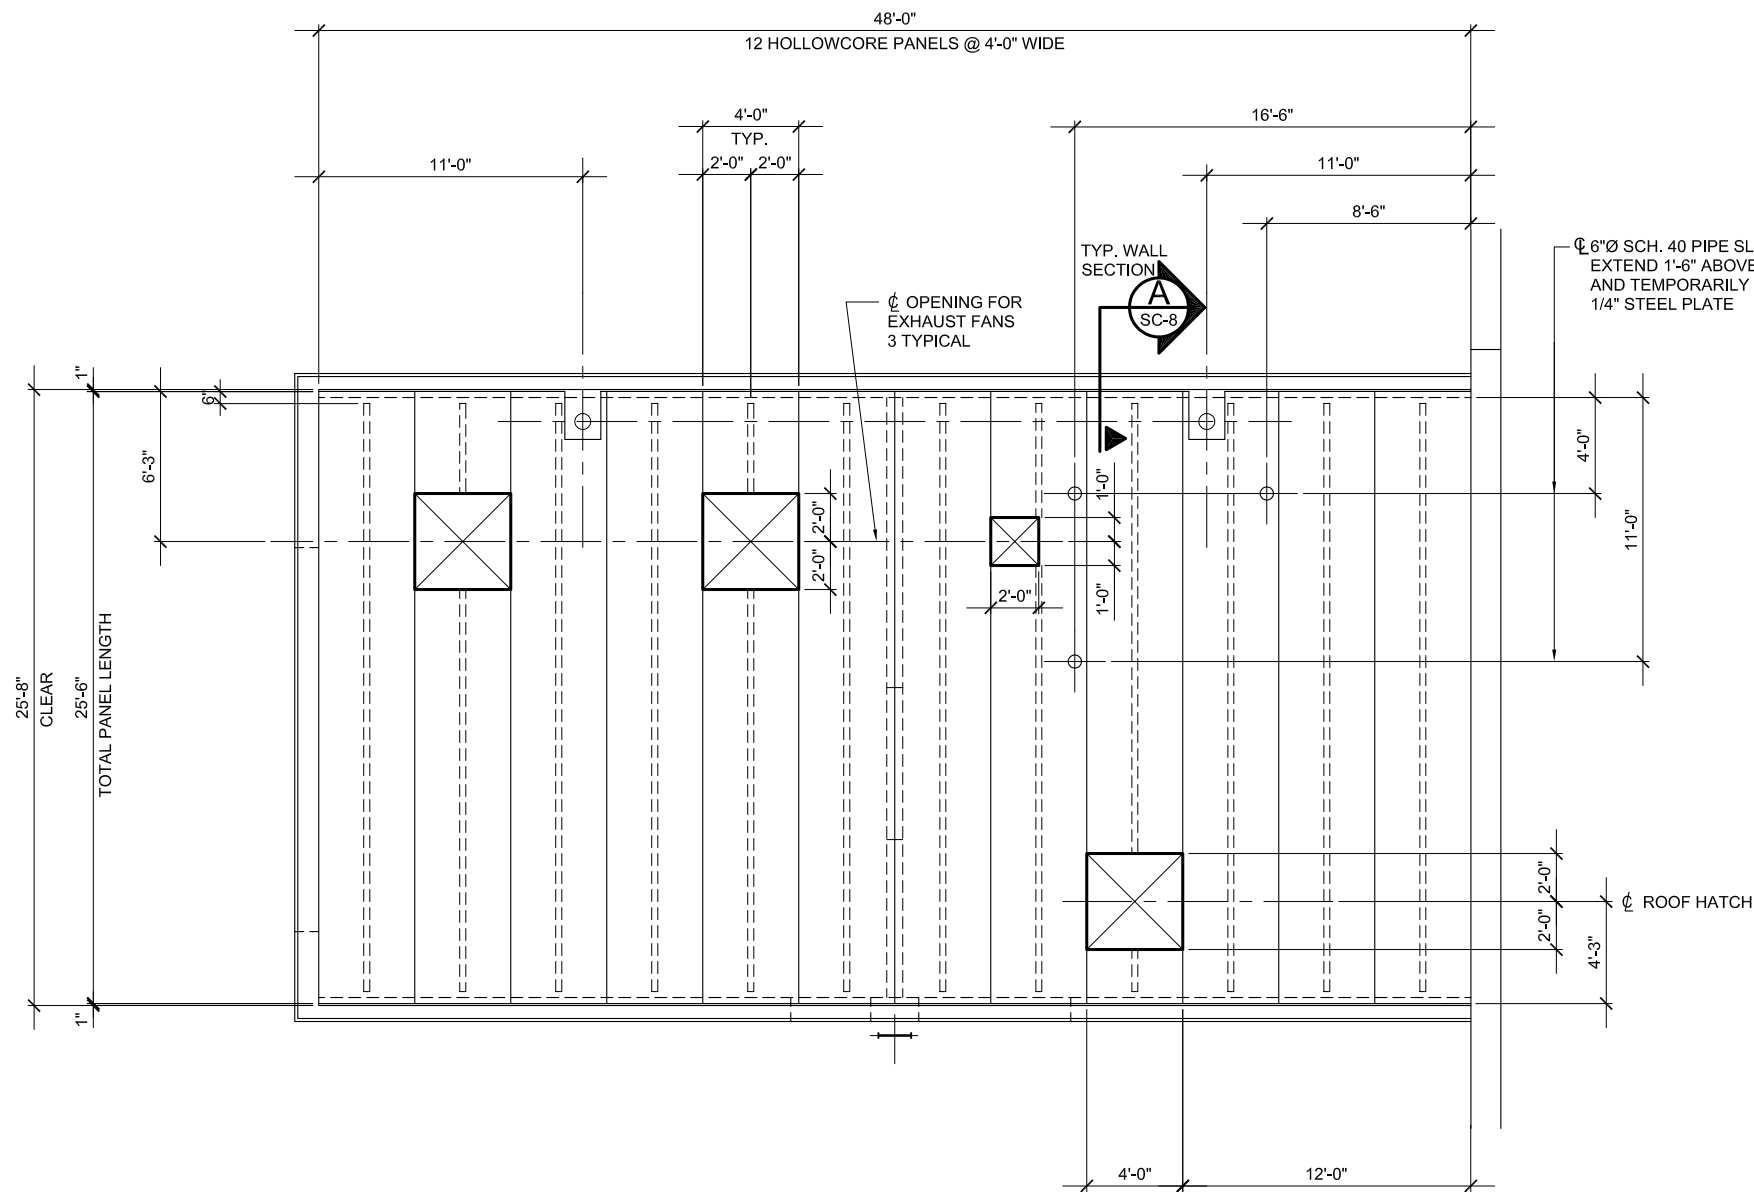 48'-0"
12 HOLLOWCORE PANELS @ 4'-0" WIDE
4'-0"
TYP.
16'-6"
11'-0"
2'-0"
2'-0"
11'-0"
8'-6"
TYP. WALL
SECTION
A
SC-8
℄ 6"Ø SCH. 40 PIPE
EXTEND 1'-6"
AND TEMPORARILY
1/4" STEEL PLATE
℄ OPENING FOR
EXHAUST FANS
3 TYPICAL
1"
6"
6'-3"
4'-0"
1'-0"
2'-0"
2'-0"
11'-0"
2'-0"
1'-0"
25'-8"
CLEAR
25'-6"
TOTAL PANEL LENGTH
2'-0"
℄ ROOF HATCH
2'-0"
4'-3"
1"
4'-0"
12'-0"